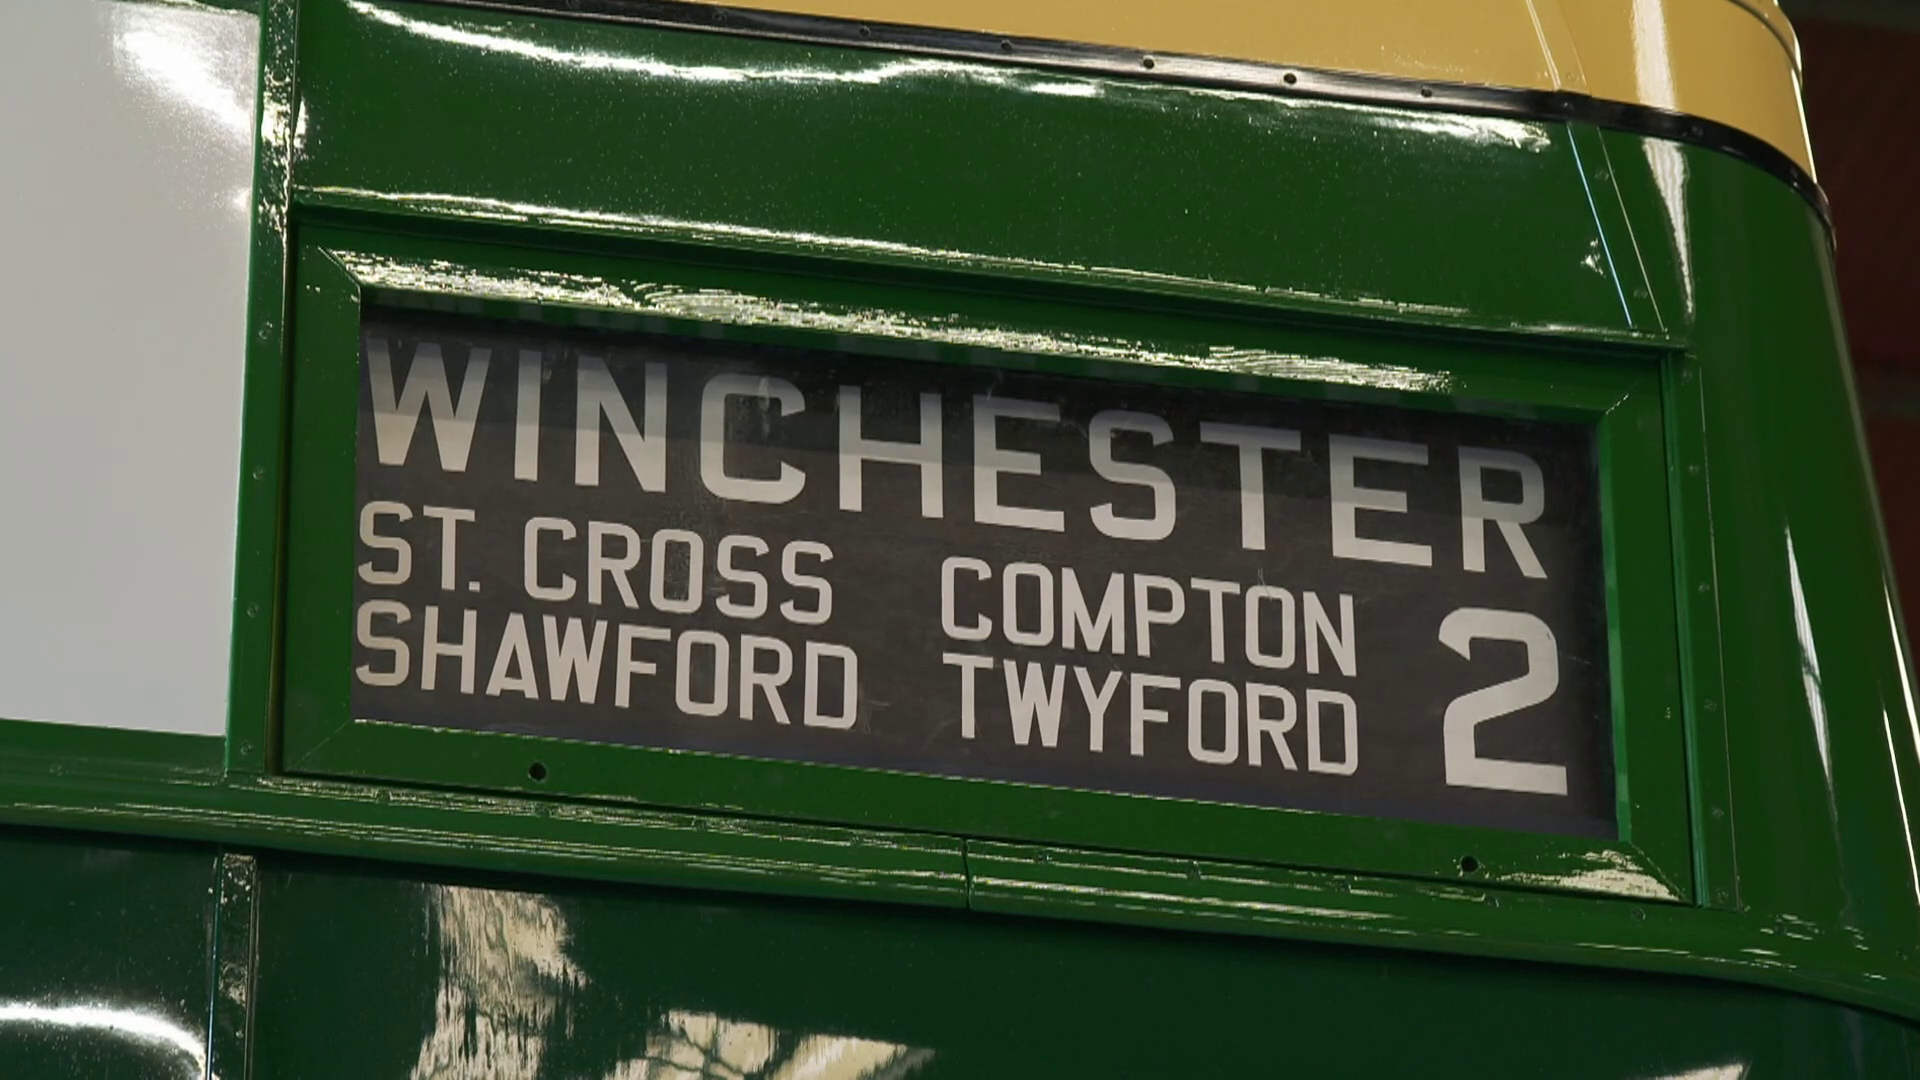 WINCHESTER
ST. CROSS COMPTON
SHAWFORD TWYFORD 2